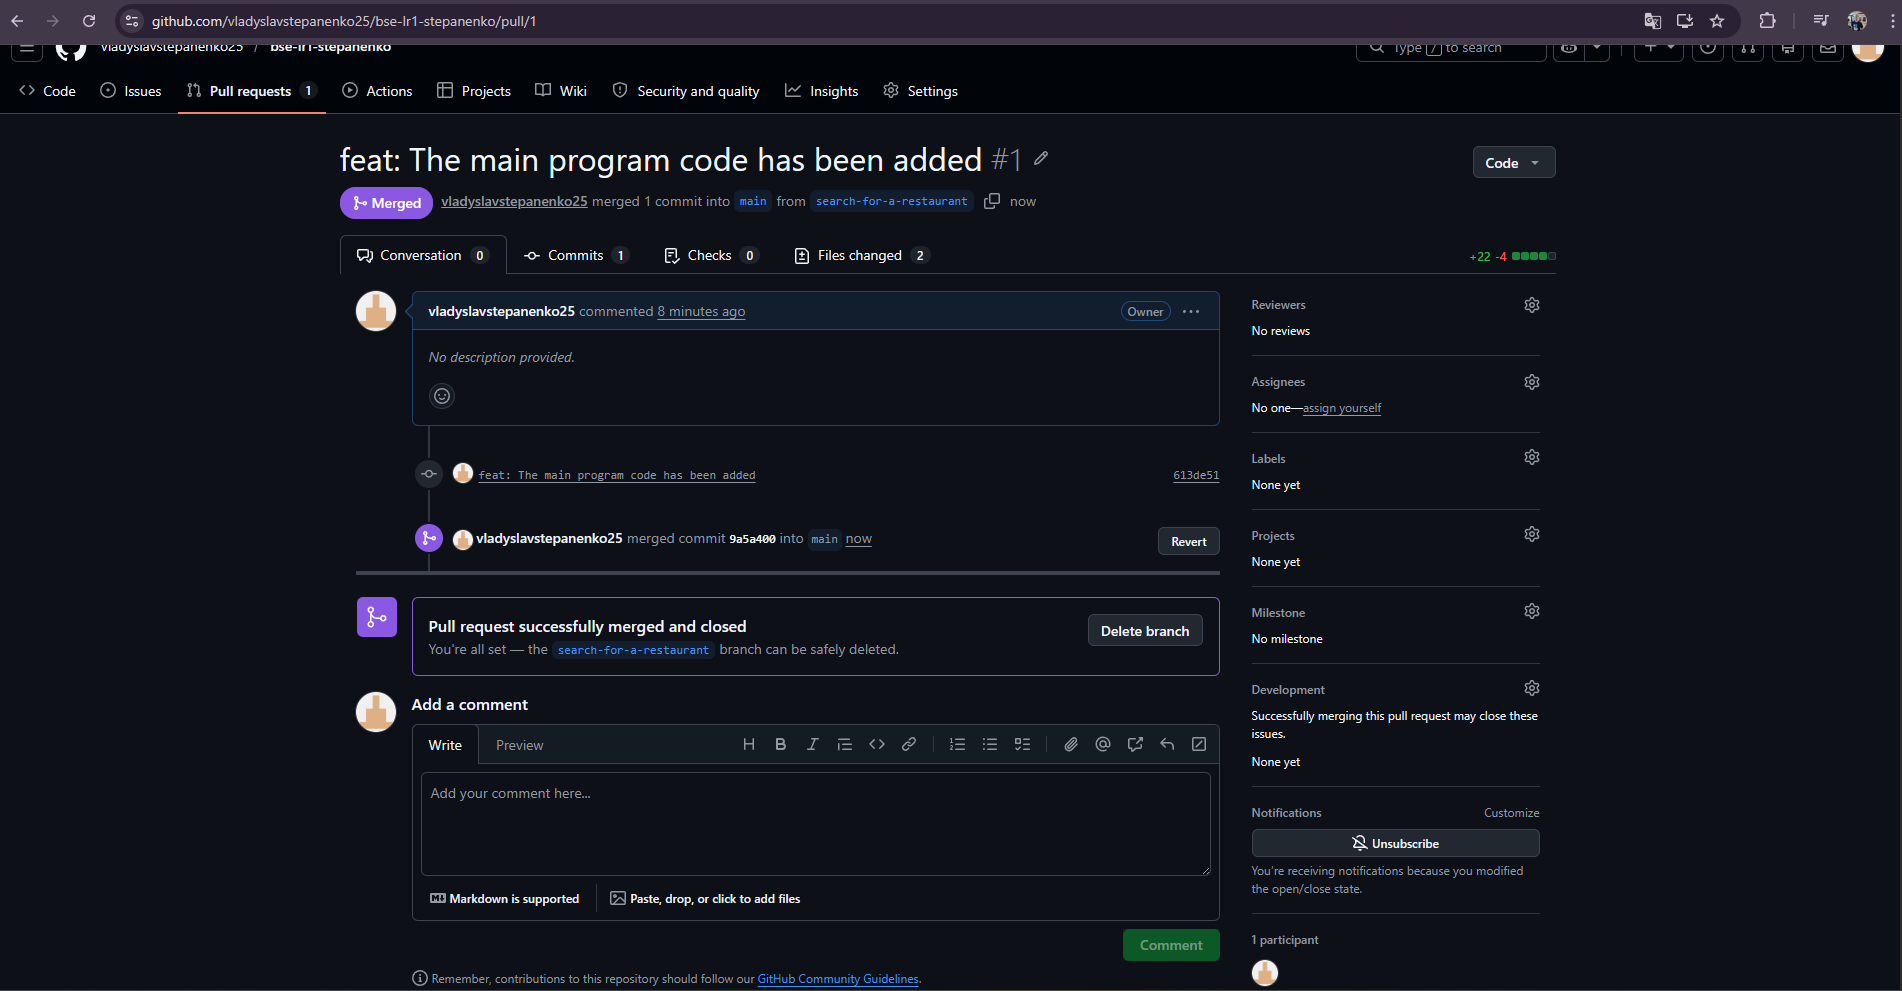 github.com/vladyslavstepanenko25/bse-lr1-stepanenko/pull/1
vladyslavstepanenko25 / bse-lr1-stepanenko Type / to search
Code Issues Pull requests 1 Actions Projects Wiki Security and quality Insights Settings
feat: The main program code has been added #1
Code
Merged vladyslavstepanenko25 merged 1 commit into main from search-for-a-restaurant now
Conversation 0 Commits 1 Checks 0 Files changed 2
+22 -4
vladyslavstepanenko25 commented 8 minutes ago Owner
No description provided.
feat: The main program code has been added 613de51
vladyslavstepanenko25 merged commit 9a5a400 into main now Revert
Pull request successfully merged and closed
You're all set — the search-for-a-restaurant branch can be safely deleted.
Delete branch
Add a comment
Write Preview
Add your comment here...
Markdown is supported Paste, drop, or click to add files
Comment
Remember, contributions to this repository should follow our GitHub Community Guidelines.
Reviewers
No reviews
Assignees
No one—assign yourself
Labels
None yet
Projects
None yet
Milestone
No milestone
Development
Successfully merging this pull request may close these
issues.
None yet
Notifications Customize
Unsubscribe
You're receiving notifications because you modified
the open/close state.
1 participant